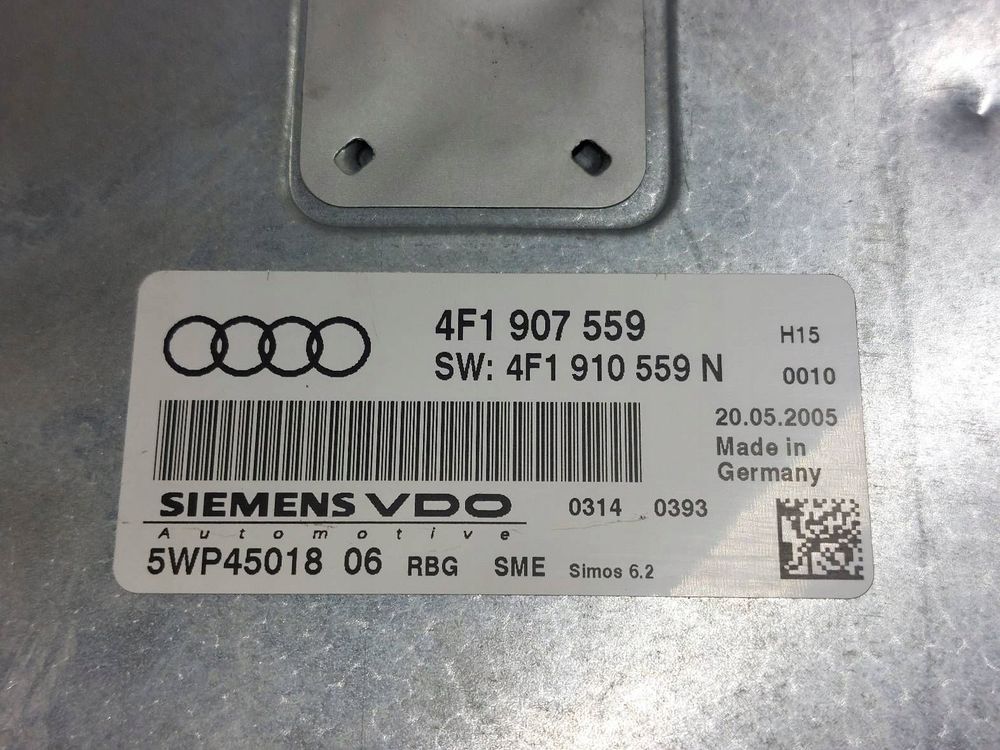 4F1 907 559
H15
SW: 4F1 910 559 N
0010
20.05.2005
Made in
Germany
SIEMENS VDO
0314 0393
Automotive
5WP45018 06 RBG SME Simos 6.2